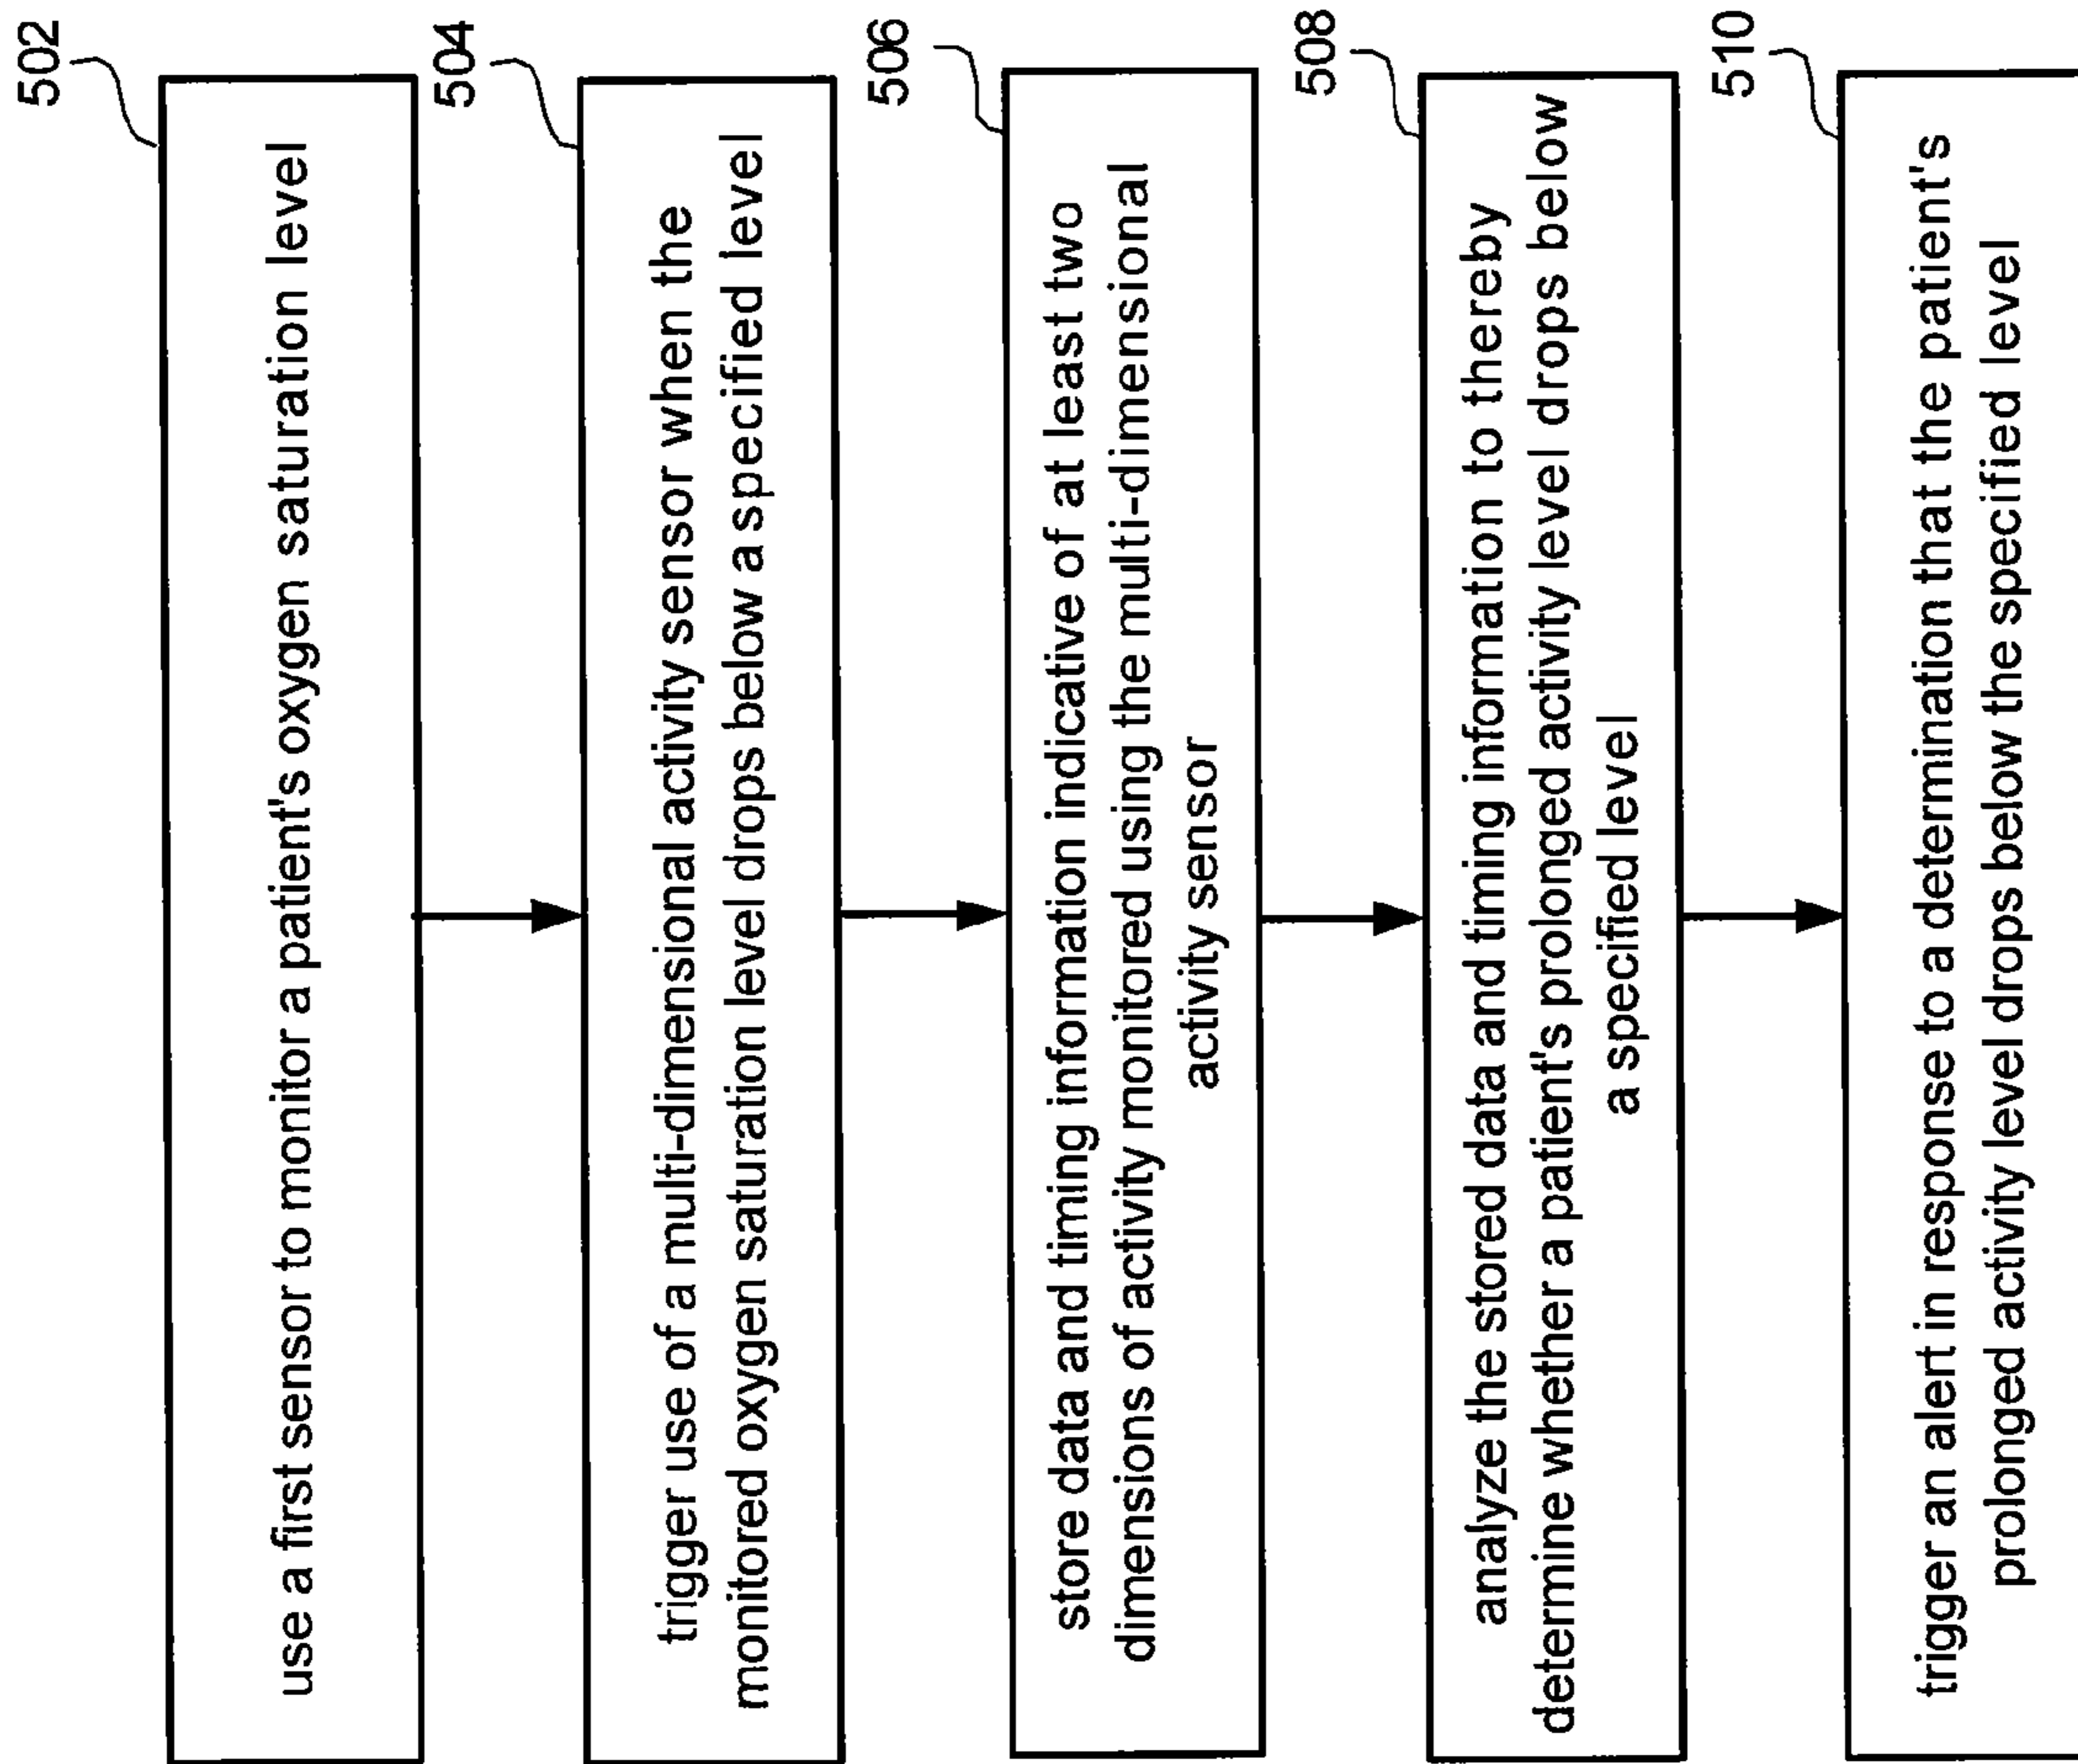 502
use a first sensor to monitor a patient's oxygen saturation level
504
trigger use of a multi-dimensional activity sensor when the
monitored oxygen saturation level drops below a specified level
506
store data and timing information indicative of at least two
dimensions of activity monitored using the multi-dimensional
activity sensor
508
analyze the stored data and timing information to thereby
determine whether a patient's prolonged activity level drops below
a specified level
510
trigger an alert in response to a determination that the patient's
prolonged activity level drops below the specified level